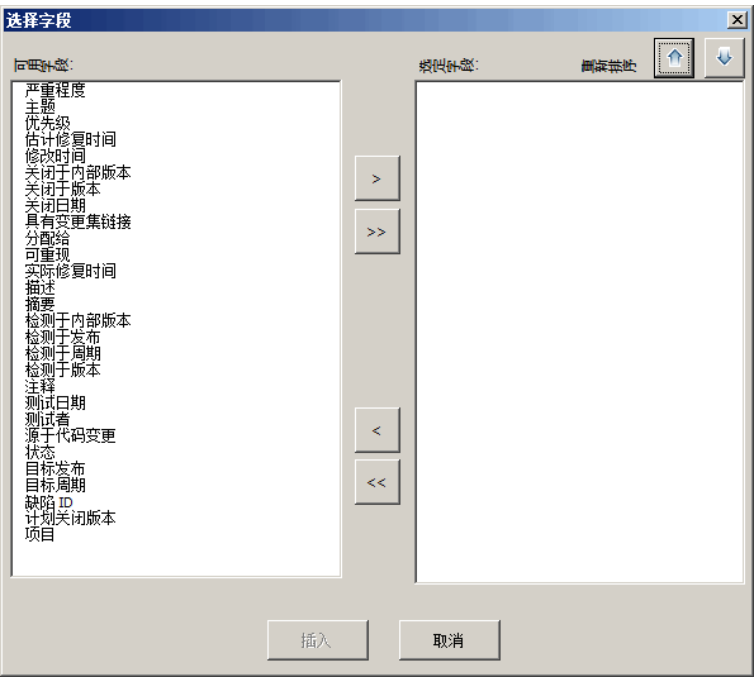 选择字段
可用字段:
选定字段:
重新排序
严重程度
主题
优先级
估计修复时间
修改时间
关闭于内部版本
关闭于版本
关闭日期
具有变更集链接
分配给
可重现
实际修复时间
描述
摘要
检测于内部版本
检测于发布
检测于周期
检测于版本
注释
测试日期
测试者
源于代码变更
状态
目标发布
目标周期
缺陷 ID
计划关闭版本
项目
>
>>
<
<<
插入
取消